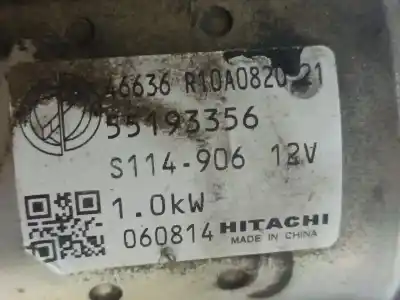 46636 R10A0820 21
55193356
S114-906 12V
1.0kW
060814 HITACHI
MADE IN CHINA